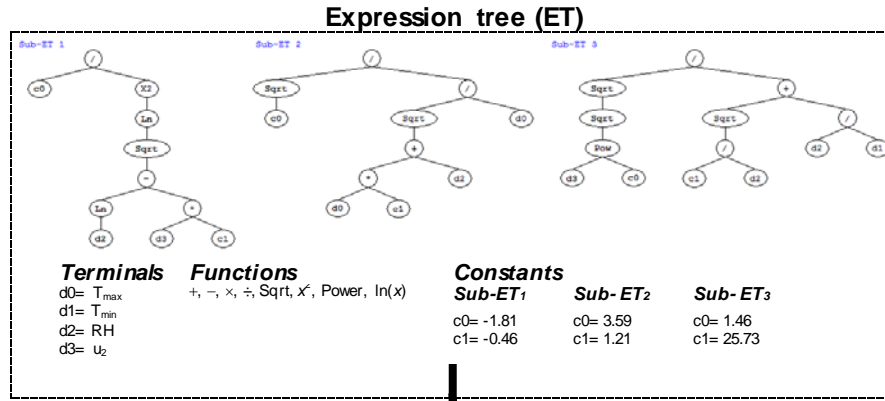 Expression tree (ET)
Sub-ET 1
Sub-ET 2
Sub-ET 3
/
c0 X2
Ln
Sqrt
-
Ln *
d2 d3 c1
/
Sqrt /
c0 Sqrt d0
+
* d2
d0 c1
/
Sqrt +
Sqrt Sqrt /
Pow / d2 d1
d3 c0 c1 d2
Terminals
d0= Tmax
d1= Tmin
d2= RH
d3= u2
Functions
+, −, ×, ÷, Sqrt, x², Power, ln(x)
Constants
Sub-ET1 Sub- ET2 Sub- ET3
c0= -1.81 c0= 3.59 c0= 1.46
c1= -0.46 c1= 1.21 c1= 25.73